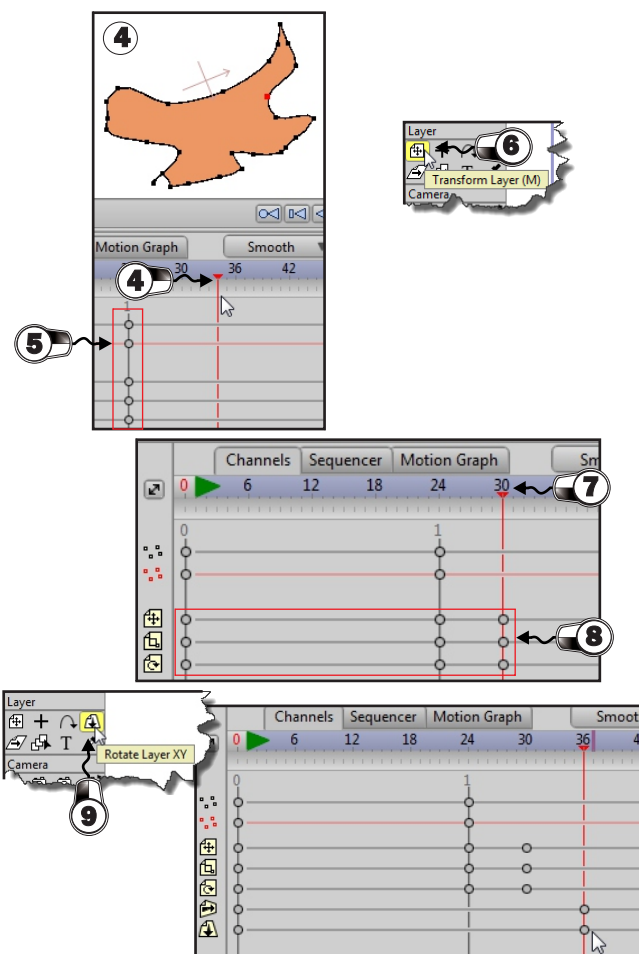 4
Motion Graph Smooth
4 30 36 42
1
5
Layer
6
T
Transform Layer (M)
Camera
Channels Sequencer Motion Graph Sm
0 6 12 18 24 30 7
0 1
8
Layer
T
Rotate Layer XY
Camera
9
Channels Sequencer Motion Graph Smoot
0 6 12 18 24 30 36 4
0 1